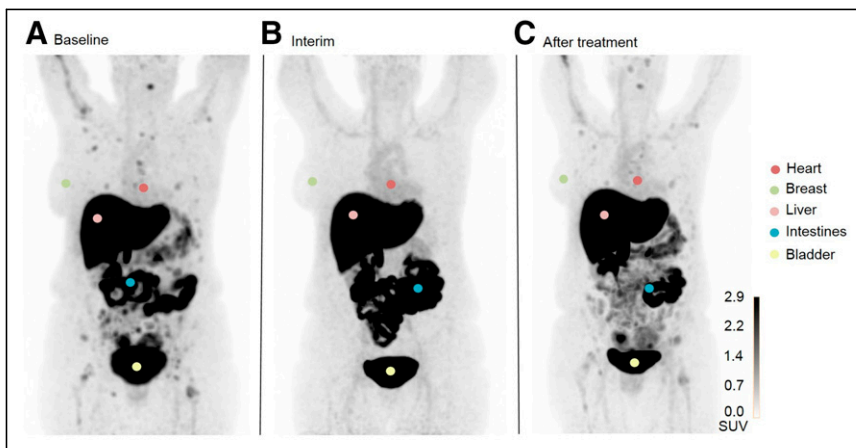 A Baseline
B Interim
C After treatment
Heart
Breast
Liver
Intestines
Bladder
2.9
2.2
1.4
0.7
0.0
SUV